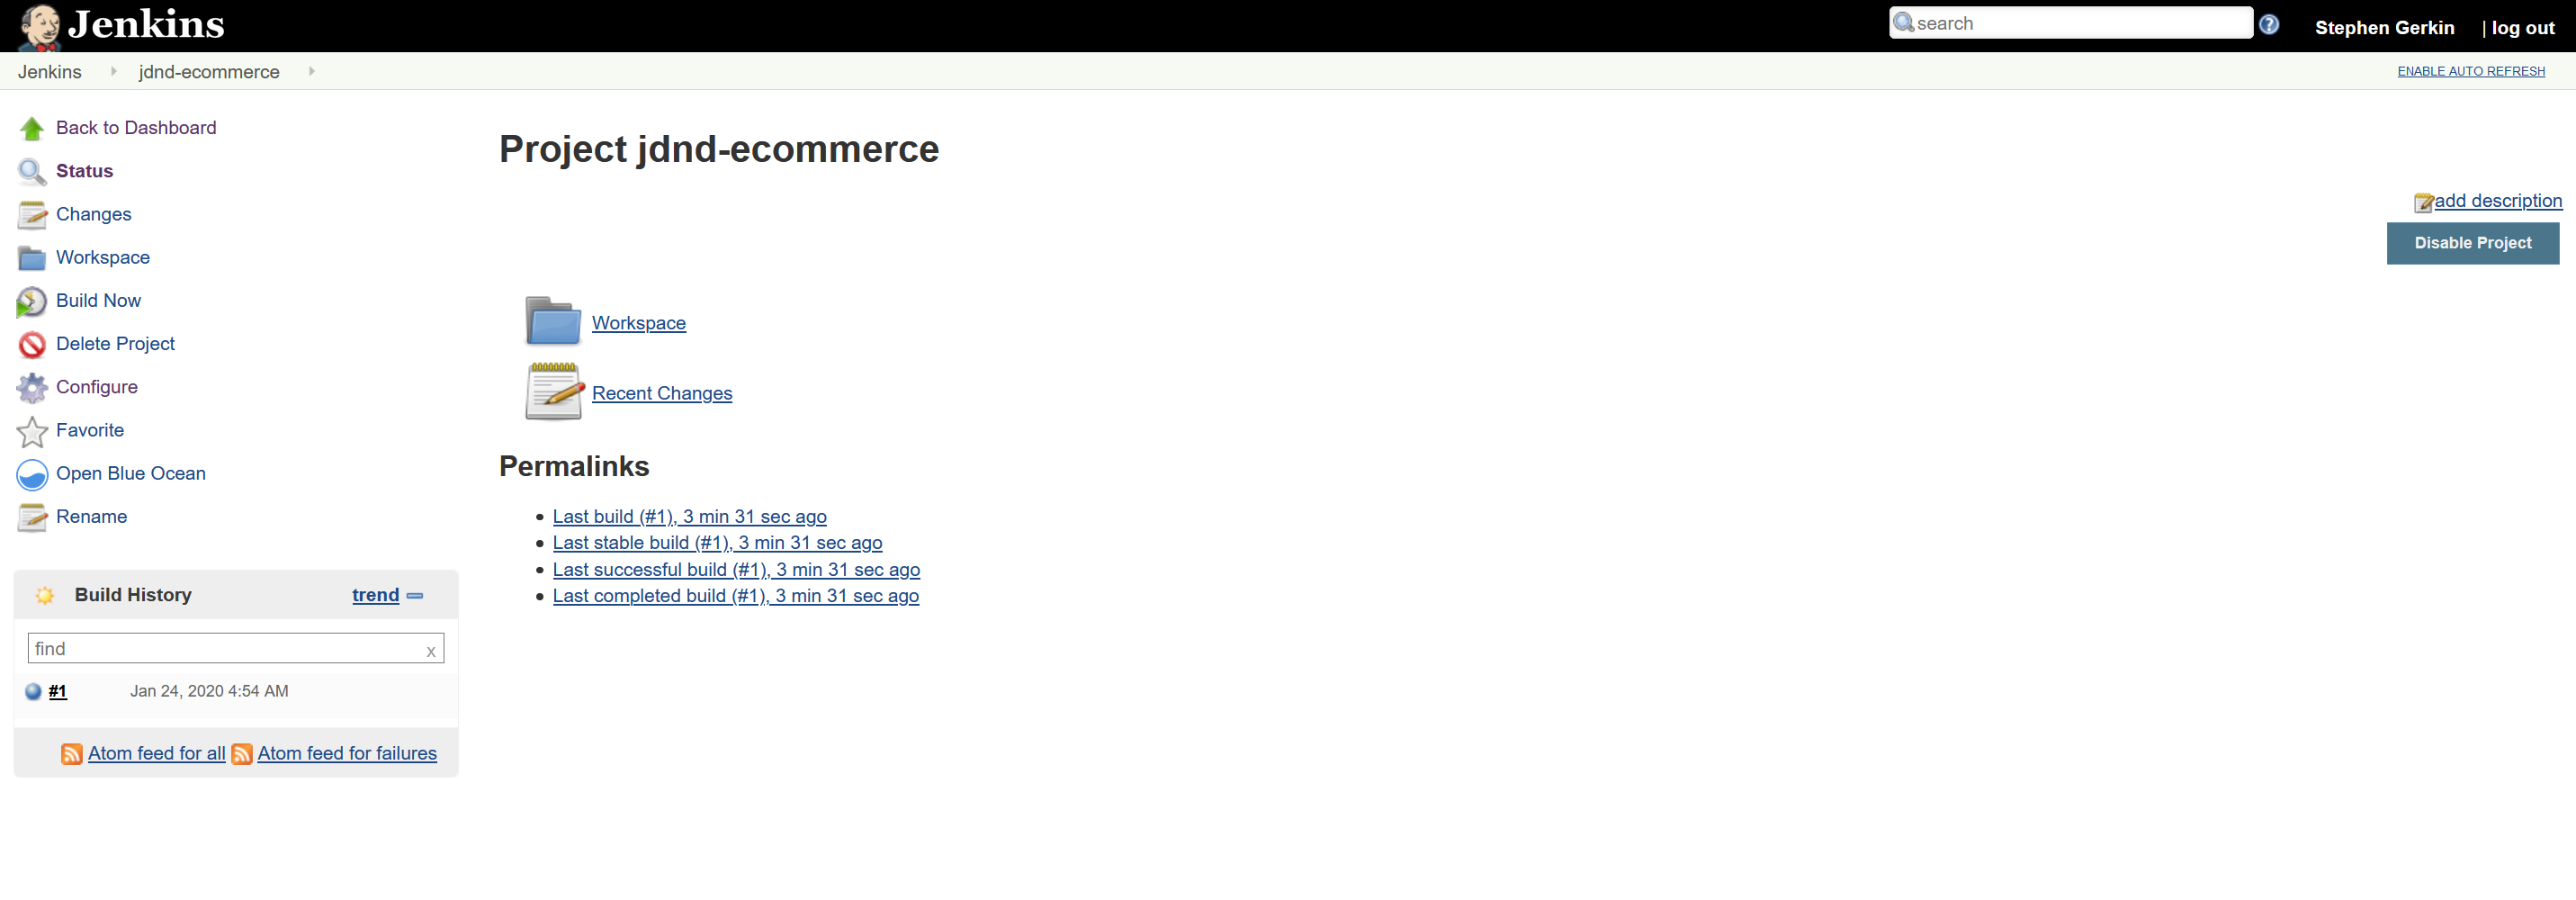 Jenkins
search
Stephen Gerkin | log out
Jenkins jdnd-ecommerce
ENABLE AUTO REFRESH
Back to Dashboard
Status
Changes
Workspace
Build Now
Delete Project
Configure
Favorite
Open Blue Ocean
Rename
Build History trend
find x
#1 Jan 24, 2020 4:54 AM
Atom feed for all Atom feed for failures
Project jdnd-ecommerce
add description
Disable Project
Workspace
Recent Changes
Permalinks
Last build (#1), 3 min 31 sec ago
Last stable build (#1), 3 min 31 sec ago
Last successful build (#1), 3 min 31 sec ago
Last completed build (#1), 3 min 31 sec ago